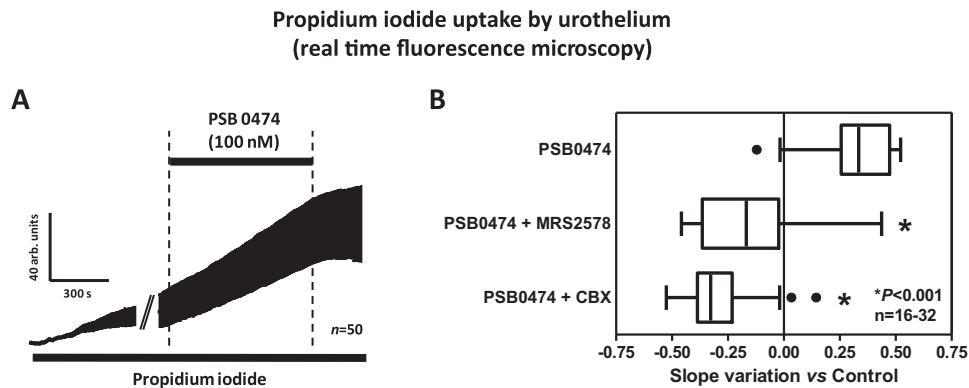 Propidium iodide uptake by urothelium
(real time fluorescence microscopy)
A
PSB 0474
(100 nM)
40 arb. units
300 s
n=50
Propidium iodide
B
PSB0474
PSB0474 + MRS2578
*
PSB0474 + CBX
*
*P<0.001
n=16-32
-0.75 -0.50 -0.25 0.00 0.25 0.50 0.75
Slope variation vs Control